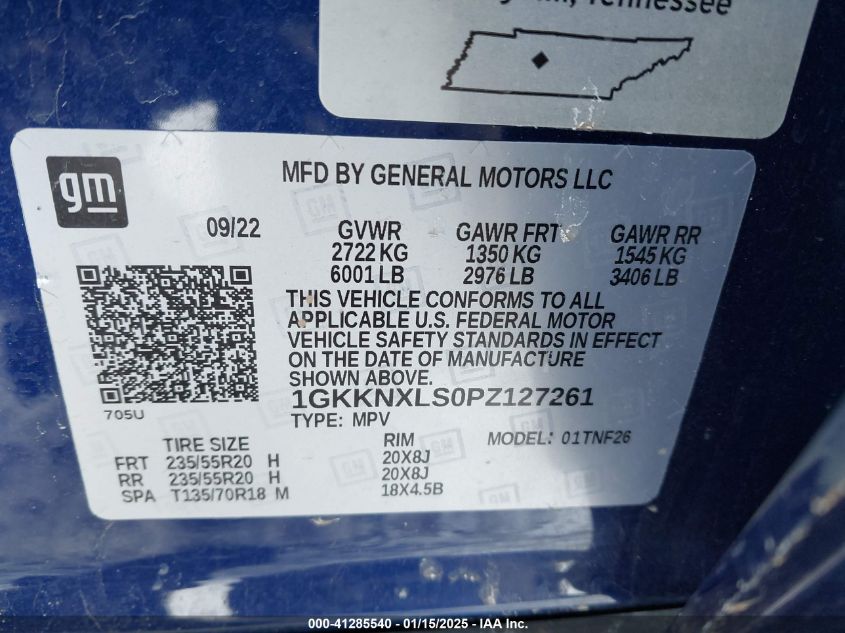 Tennessee
gm
MFD BY GENERAL MOTORS LLC
09/22 GVWR GAWR FRT GAWR RR
2722 KG 1350 KG 1545 KG
6001 LB 2976 LB 3406 LB
THIS VEHICLE CONFORMS TO ALL
APPLICABLE U.S. FEDERAL MOTOR
VEHICLE SAFETY STANDARDS IN EFFECT
ON THE DATE OF MANUFACTURE
SHOWN ABOVE.
705U
1GKKNXLS0PZ127261
TYPE: MPV
MODEL: 01TNF26
TIRE SIZE RIM
FRT 235/55R20 H 20X8J
RR 235/55R20 H 20X8J
SPA T135/70R18 M 18X4.5B
000-41285540 - 01/15/2025 - IAA Inc.